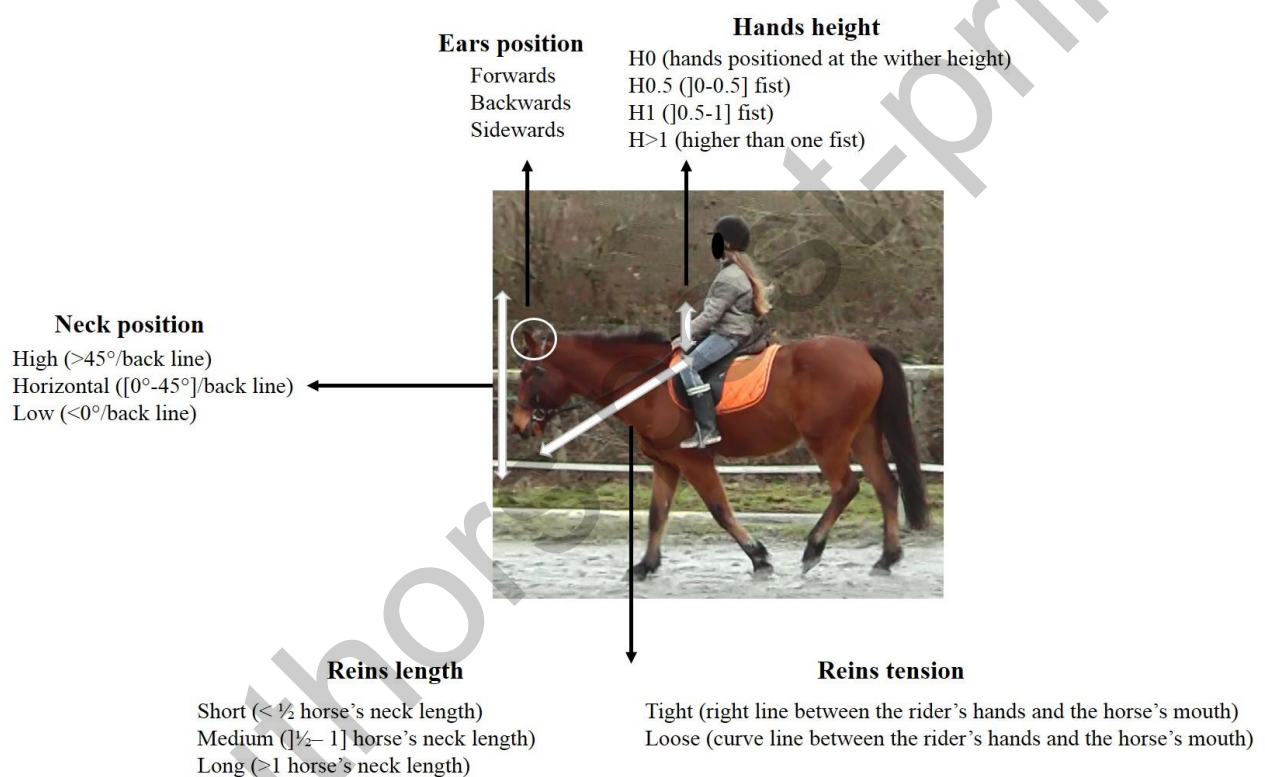 Ears position
Forwards
Backwards
Sidewards
Hands height
H0 (hands positioned at the wither height)
H0.5 (]0-0.5] fist)
H1 (]0.5-1] fist)
H>1 (higher than one fist)
Neck position
High (>45°/back line)
Horizontal ([0°-45°]/back line)
Low (<0°/back line)
Reins length
Short (< ½ horse’s neck length)
Medium (]½– 1] horse’s neck length)
Long (>1 horse’s neck length)
Reins tension
Tight (right line between the rider’s hands and the horse’s mouth)
Loose (curve line between the rider’s hands and the horse’s mouth)